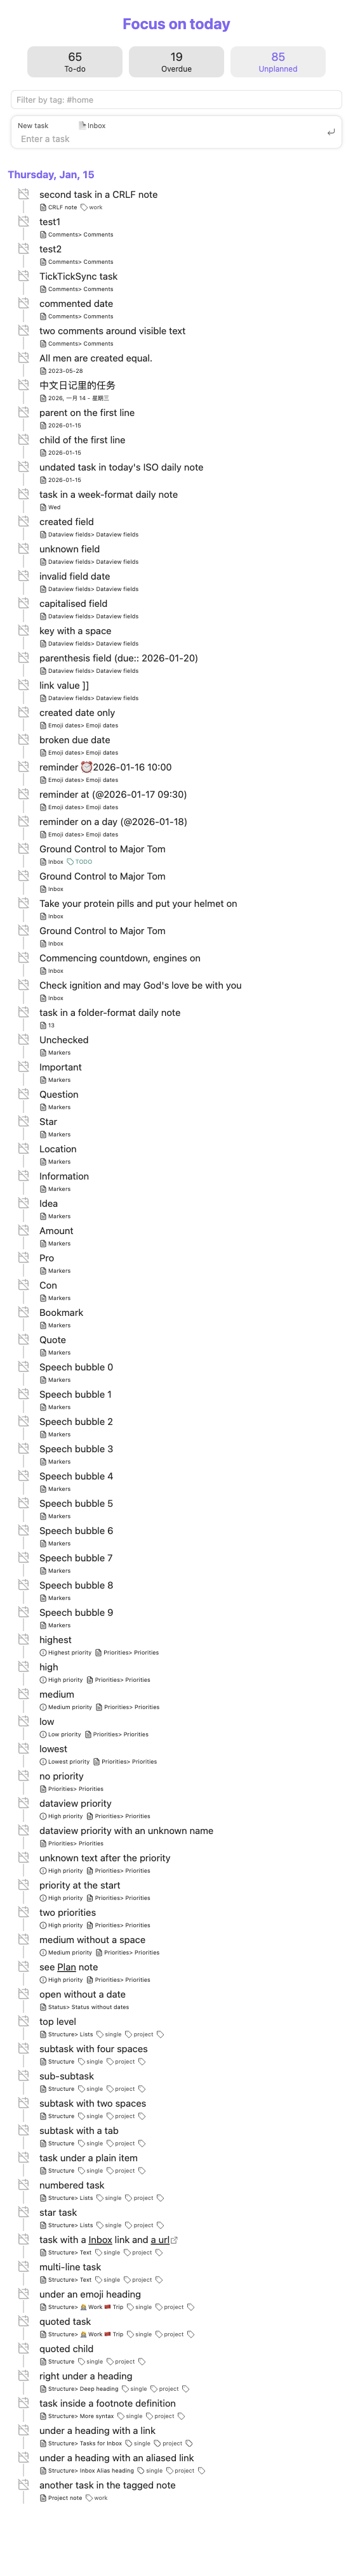 Focus on today
65
To-do
19
Overdue
85
Unplanned
Filter by tag: #home
New task
Inbox
Enter a task
Thursday, Jan, 15
second task in a CRLF note
CRLF note work
test1
Comments> Comments
test2
Comments> Comments
TickTickSync task
Comments> Comments
commented date
Comments> Comments
two comments around visible text
Comments> Comments
All men are created equal.
2023-05-28
中文日记里的任务
2026, 一月 14 - 星期三
parent on the first line
2026-01-15
child of the first line
2026-01-15
undated task in today's ISO daily note
2026-01-15
task in a week-format daily note
Wed
created field
Dataview fields> Dataview fields
unknown field
Dataview fields> Dataview fields
invalid field date
Dataview fields> Dataview fields
capitalised field
Dataview fields> Dataview fields
key with a space
Dataview fields> Dataview fields
parenthesis field (due:: 2026-01-20)
Dataview fields> Dataview fields
link value ]]
Dataview fields> Dataview fields
created date only
Emoji dates> Emoji dates
broken due date
Emoji dates> Emoji dates
reminder ⏰2026-01-16 10:00
Emoji dates> Emoji dates
reminder at (@2026-01-17 09:30)
Emoji dates> Emoji dates
reminder on a day (@2026-01-18)
Emoji dates> Emoji dates
Ground Control to Major Tom
Inbox TODO
Ground Control to Major Tom
Inbox
Take your protein pills and put your helmet on
Inbox
Ground Control to Major Tom
Inbox
Commencing countdown, engines on
Inbox
Check ignition and may God's love be with you
Inbox
task in a folder-format daily note
13
Unchecked
Markers
Important
Markers
Question
Markers
Star
Markers
Location
Markers
Information
Markers
Idea
Markers
Amount
Markers
Pro
Markers
Con
Markers
Bookmark
Markers
Quote
Markers
Speech bubble 0
Markers
Speech bubble 1
Markers
Speech bubble 2
Markers
Speech bubble 3
Markers
Speech bubble 4
Markers
Speech bubble 5
Markers
Speech bubble 6
Markers
Speech bubble 7
Markers
Speech bubble 8
Markers
Speech bubble 9
Markers
highest
Highest priority Priorities> Priorities
high
High priority Priorities> Priorities
medium
Medium priority Priorities> Priorities
low
Low priority Priorities> Priorities
lowest
Lowest priority Priorities> Priorities
no priority
Priorities> Priorities
dataview priority
High priority Priorities> Priorities
dataview priority with an unknown name
Priorities> Priorities
unknown text after the priority
High priority Priorities> Priorities
priority at the start
High priority Priorities> Priorities
two priorities
High priority Priorities> Priorities
medium without a space
Medium priority Priorities> Priorities
see Plan note
High priority Priorities> Priorities
open without a date
Status> Status without dates
top level
Structure> Lists single project
subtask with four spaces
Structure single project
sub-subtask
Structure single project
subtask with two spaces
Structure single project
subtask with a tab
Structure single project
task under a plain item
Structure single project
numbered task
Structure> Lists single project
star task
Structure> Lists single project
task with a Inbox link and a url
Structure> Text single project
multi-line task
Structure> Text single project
under an emoji heading
Structure> Work Trip single project
quoted task
Structure> Work Trip single project
quoted child
Structure single project
right under a heading
Structure> Deep heading single project
task inside a footnote definition
Structure> More syntax single project
under a heading with a link
Structure> Tasks for Inbox single project
under a heading with an aliased link
Structure> Inbox Alias heading single project
another task in the tagged note
Project note work